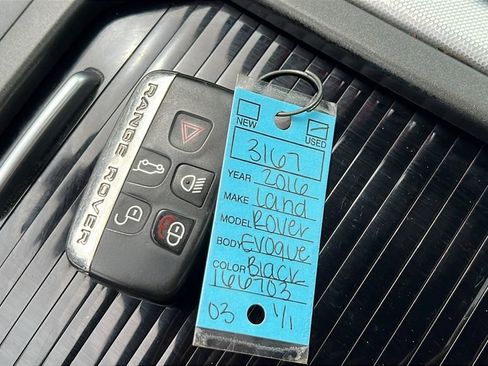 RANGE ROVER
NEW USED
3167
YEAR 2016
MAKE Land
MODEL Rover
BODY Evoque
COLOR Black
166703
03 1/1